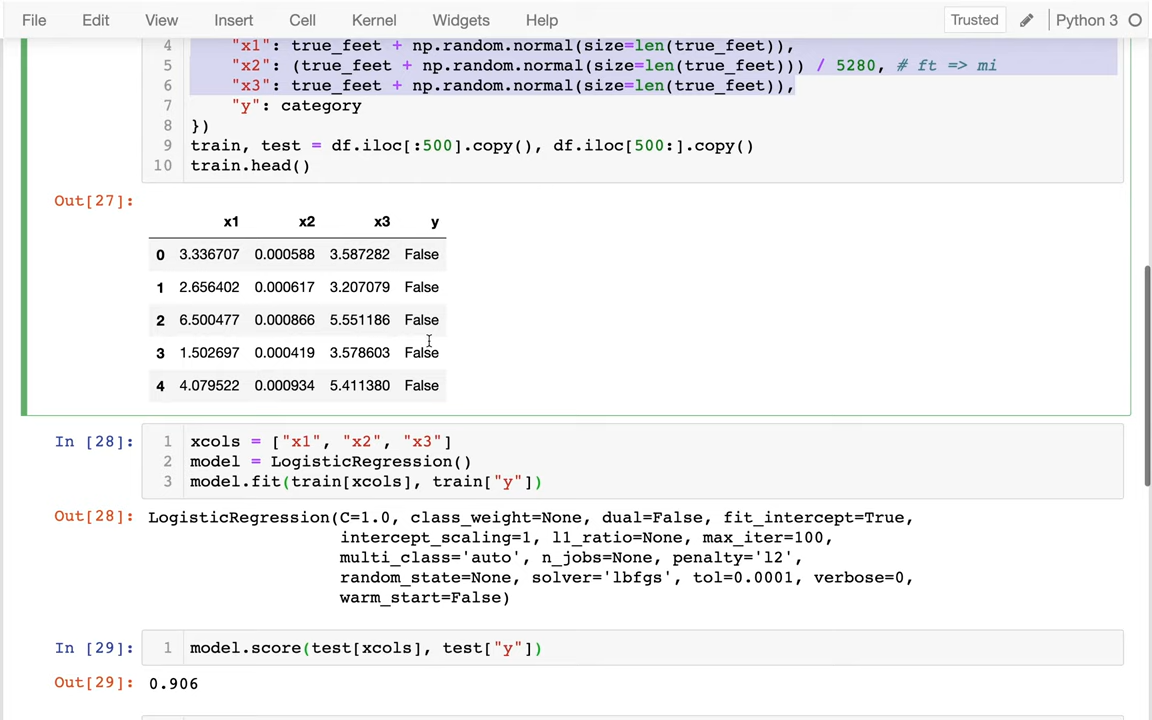 File Edit View Insert Cell Kernel Widgets Help Trusted Python 3
4 "x1": true_feet + np.random.normal(size=len(true_feet)),
5 "x2": (true_feet + np.random.normal(size=len(true_feet))) / 5280, # ft => mi
6 "x3": true_feet + np.random.normal(size=len(true_feet)),
7 "y": category
8 })
9 train, test = df.iloc[:500].copy(), df.iloc[500:].copy()
10 train.head()
Out[27]:
x1 x2 x3 y
0 3.336707 0.000588 3.587282 False
1 2.656402 0.000617 3.207079 False
2 6.500477 0.000866 5.551186 False
3 1.502697 0.000419 3.578603 False
4 4.079522 0.000934 5.411380 False
In [28]: 1 xcols = ["x1", "x2", "x3"]
2 model = LogisticRegression()
3 model.fit(train[xcols], train["y"])
Out[28]: LogisticRegression(C=1.0, class_weight=None, dual=False, fit_intercept=True,
intercept_scaling=1, l1_ratio=None, max_iter=100,
multi_class='auto', n_jobs=None, penalty='l2',
random_state=None, solver='lbfgs', tol=0.0001, verbose=0,
warm_start=False)
In [29]: 1 model.score(test[xcols], test["y"])
Out[29]: 0.906